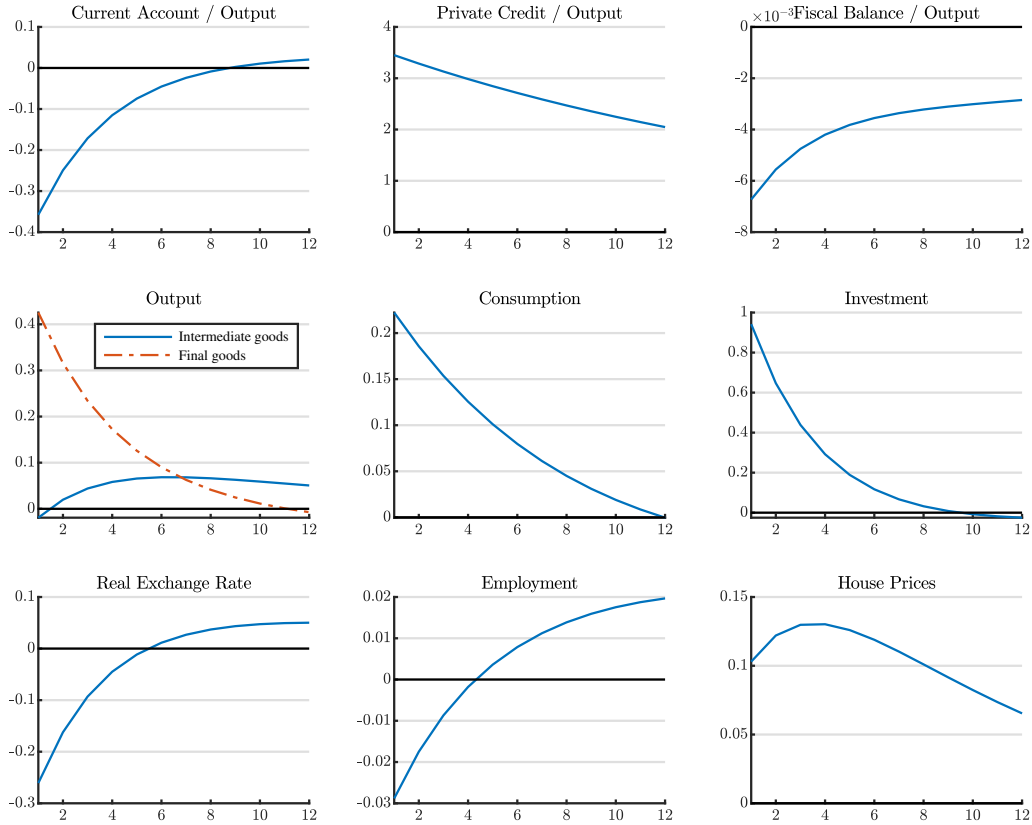 Current Account / Output
0.1
0
-0.1
-0.2
-0.3
-0.4
2 4 6 8 10 12
Private Credit / Output
4
3
2
1
0
2 4 6 8 10 12
×10⁻³ Fiscal Balance / Output
-0
-2
-4
-6
-8
2 4 6 8 10 12
Output
0.4
0.3
0.2
0.1
0
Intermediate goods
Final goods
2 4 6 8 10 12
Consumption
0.2
0.15
0.1
0.05
0
2 4 6 8 10 12
Investment
1
0.8
0.6
0.4
0.2
0
2 4 6 8 10 12
Real Exchange Rate
0.1
0
-0.1
-0.2
-0.3
2 4 6 8 10 12
Employment
0.02
0.01
0
-0.01
-0.02
-0.03
2 4 6 8 10 12
House Prices
0.15
0.1
0.05
0
2 4 6 8 10 12